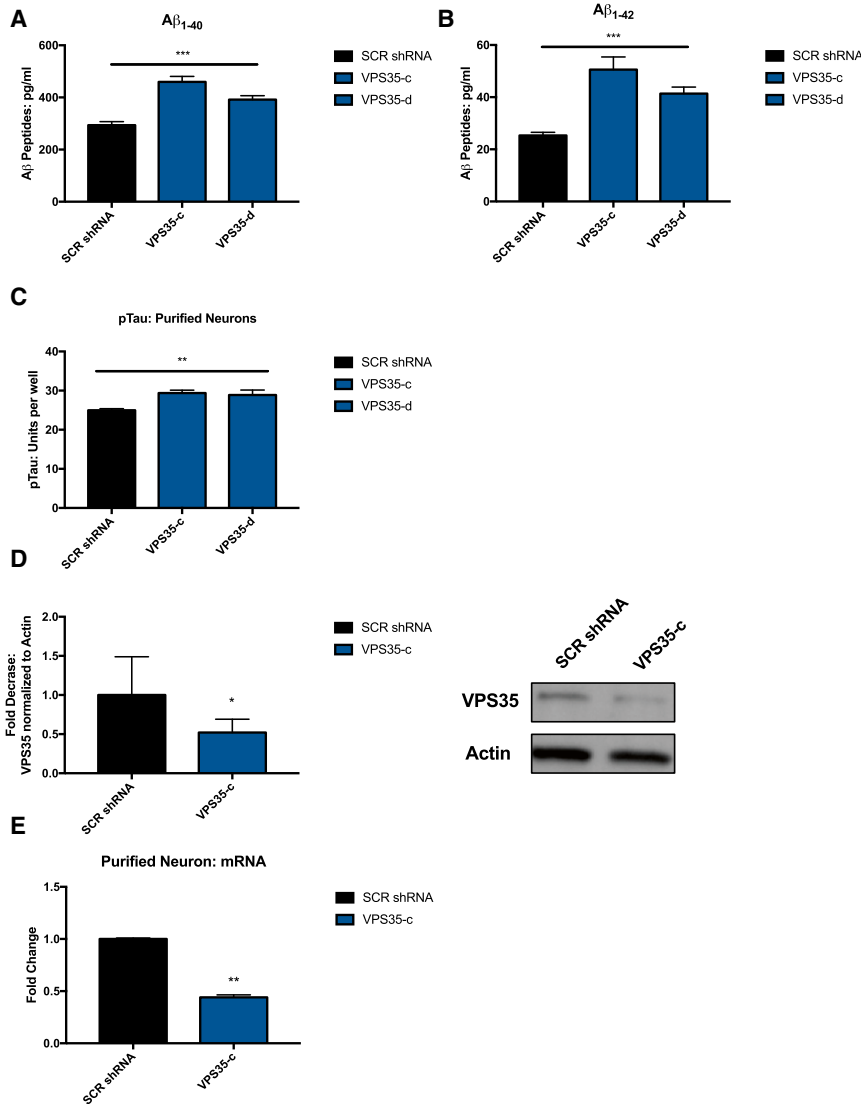 A
Aβ1-40
Aβ Peptides: pg/ml
600
400
200
0
***
SCR shRNA
VPS35-c
VPS35-d
SCR shRNA
VPS35-c
VPS35-d
B
Aβ1-42
Aβ Peptides: pg/ml
60
40
20
0
***
SCR shRNA
VPS35-c
VPS35-d
SCR shRNA
VPS35-c
VPS35-d
C
pTau: Purified Neurons
pTau: Units per well
40
30
20
10
0
**
SCR shRNA
VPS35-c
VPS35-d
SCR shRNA
VPS35-c
VPS35-d
D
Fold Decrase:
VPS35 normalized to Actin
2.0
1.5
1.0
0.5
0.0
*
SCR shRNA
VPS35-c
SCR shRNA
VPS35-c
SCR shRNA
VPS35-c
VPS35
Actin
E
Purified Neuron: mRNA
Fold Change
1.5
1.0
0.5
0.0
**
SCR shRNA
VPS35-c
SCR shRNA
VPS35-c